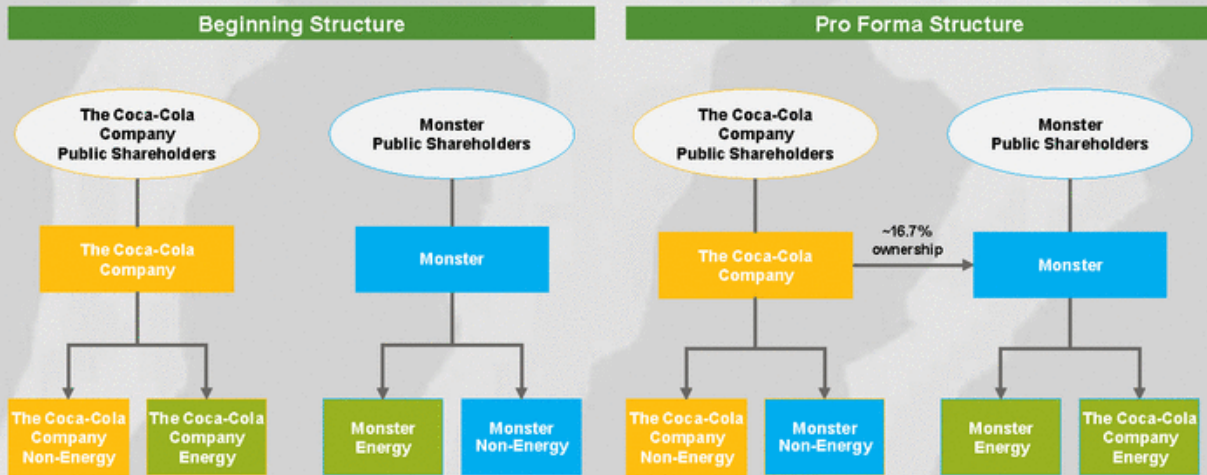 Beginning Structure
The Coca-Cola
Company
Public Shareholders
Monster
Public Shareholders
The Coca-Cola
Company
Monster
The Coca-Cola
Company
Non-Energy
The Coca-Cola
Company
Energy
Monster
Energy
Monster
Non-Energy
Pro Forma Structure
The Coca-Cola
Company
Public Shareholders
Monster
Public Shareholders
The Coca-Cola
Company
~16.7%
ownership
Monster
The Coca-Cola
Company
Non-Energy
Monster
Non-Energy
Monster
Energy
The Coca-Cola
Company
Energy